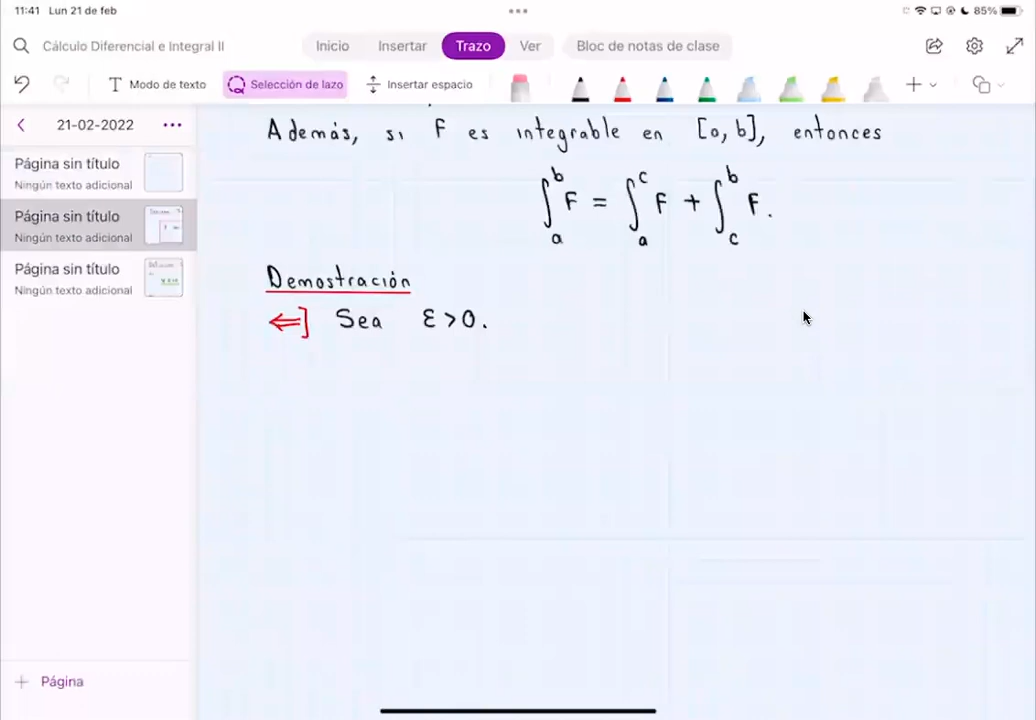 11:41 Lun 21 de feb
85%
Cálculo Diferencial e Integral II
Inicio Insertar Trazo Ver Bloc de notas de clase
Modo de texto Selección de lazo Insertar espacio
21-02-2022
Página sin título
Ningún texto adicional
Página sin título
Ningún texto adicional
Página sin título
Ningún texto adicional
Página
Además, si F es integrable en [a, b], entonces
∫_a^b F = ∫_a^c F + ∫_c^b F.
Demostración
⇐] Sea ε > 0.